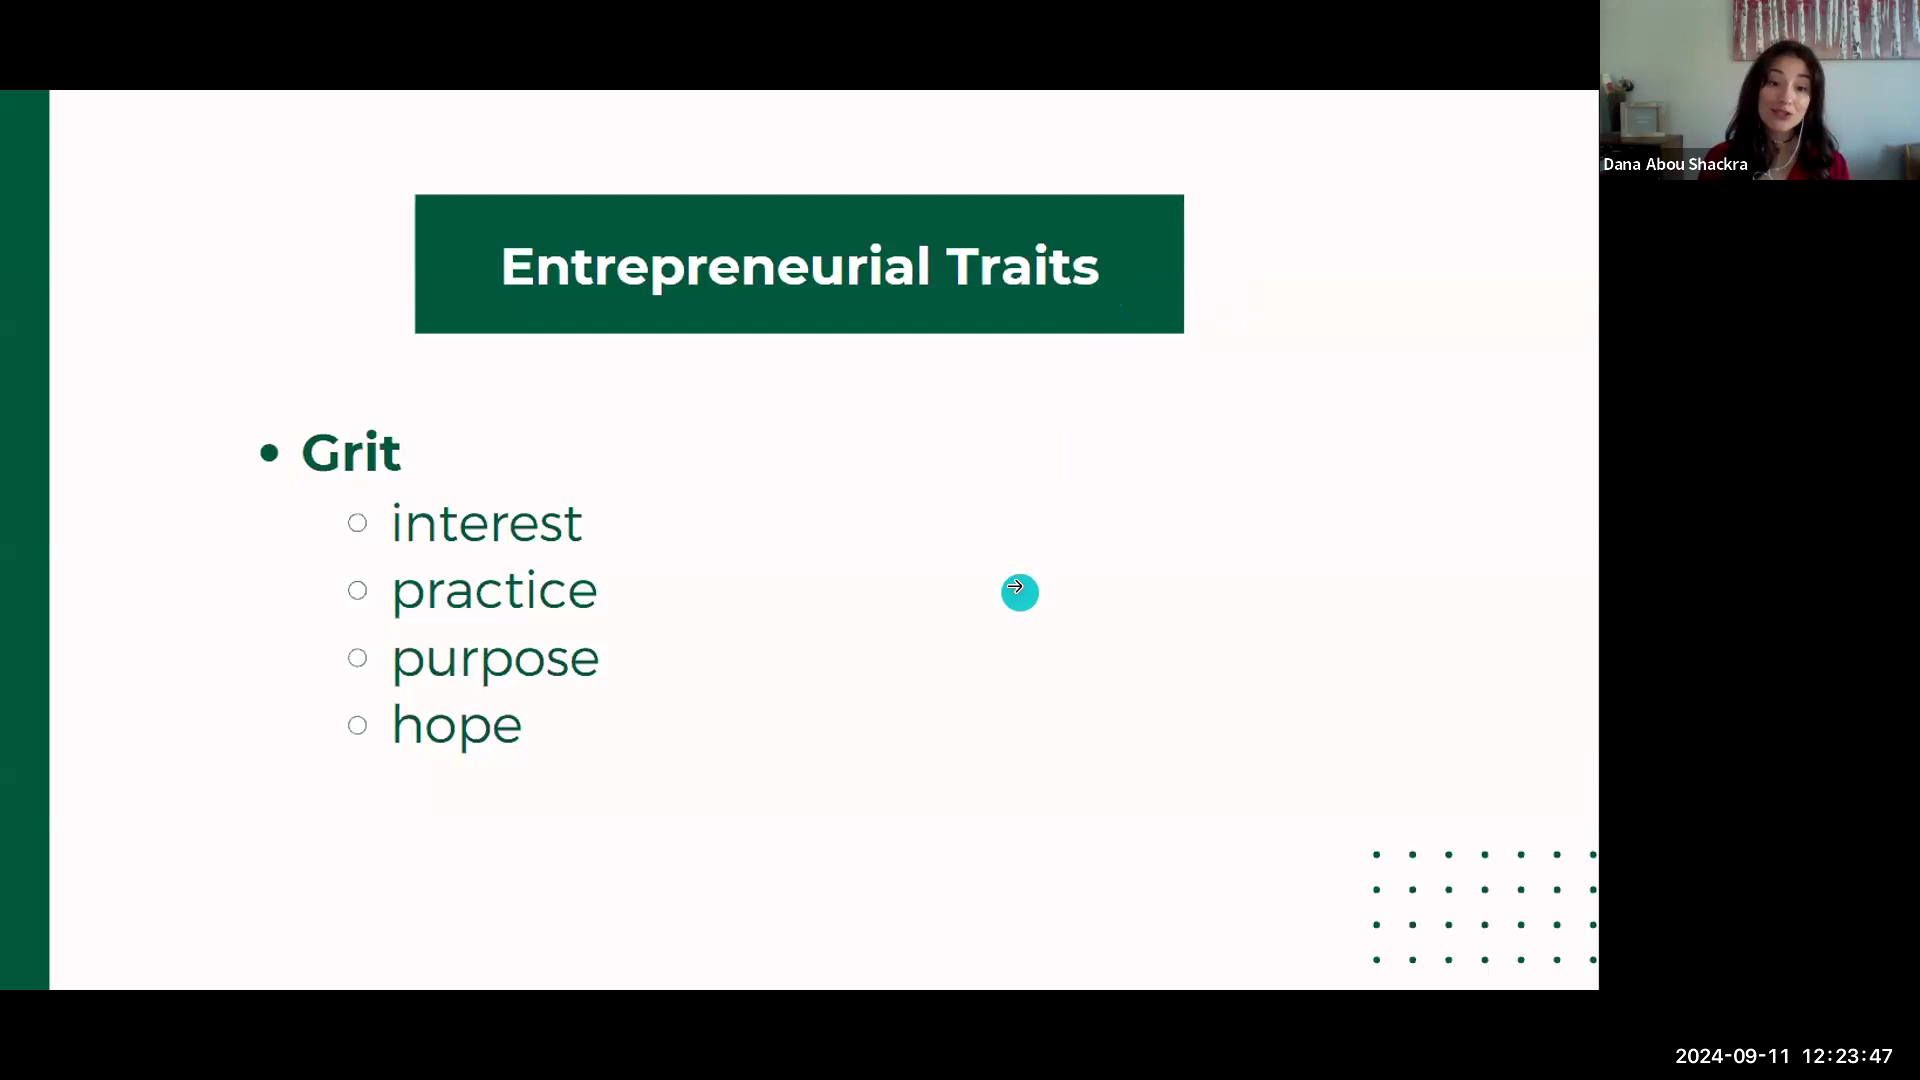 Entrepreneurial Traits
• Grit
○ interest
○ practice
○ purpose
○ hope
Dana Abou Shackra
2024-09-11 12:23:47